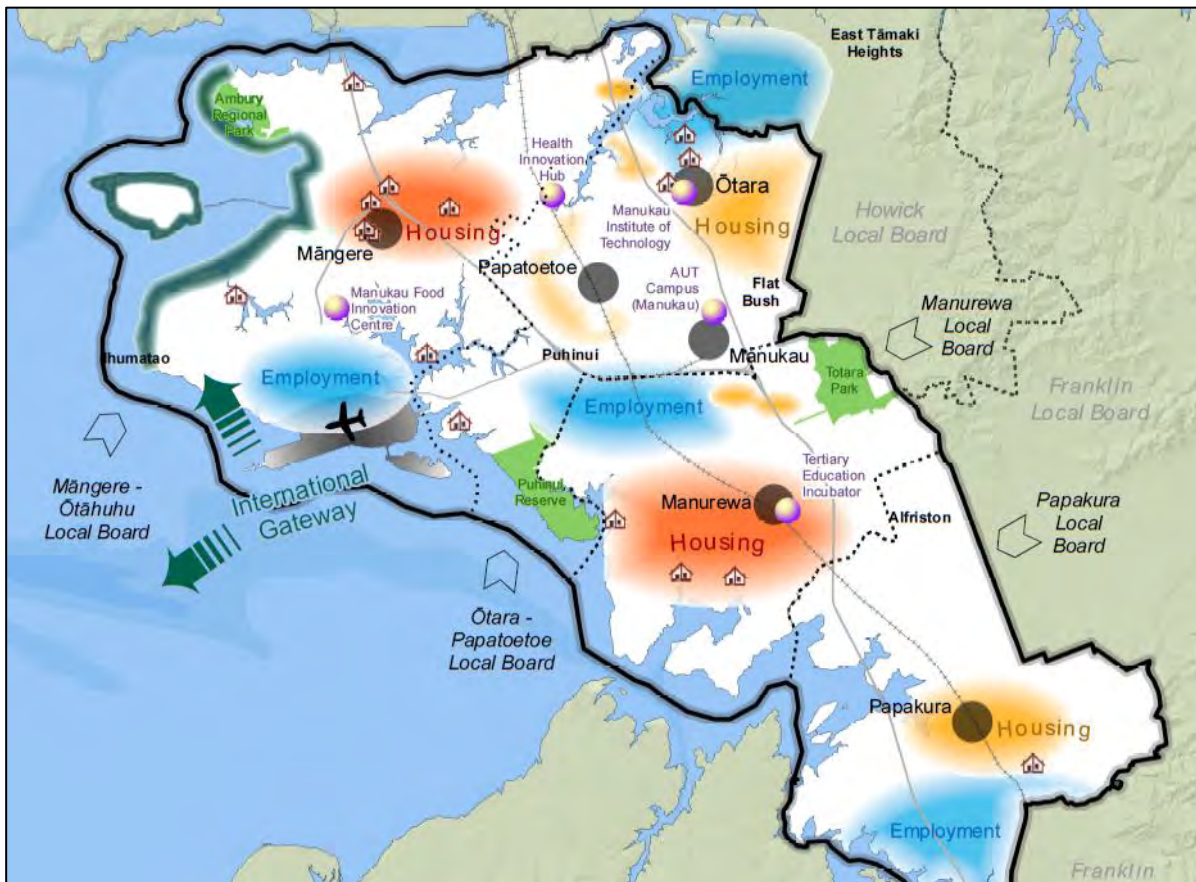 East Tāmaki
Heights
Employment
Ambury
Regional
Park
Health
Innovation
Hub
Ōtara
Manukau
Institute of
Technology
Housing
Howick
Local Board
Housing
Māngere
Papatoetoe
AUT
Campus
(Manukau)
Flat
Bush
Manukau Food
Innovation
Centre
Manurewa
Local
Board
Ihumatao
Puhinui
Manukau
Employment
Totara
Park
Employment
Franklin
Local Board
Māngere -
Ōtāhuhu
Local Board
International
Gateway
Puhinui
Reserve
Tertiary
Education
Incubator
Manurewa
Alfriston
Housing
Papakura
Local
Board
Ōtara -
Papatoetoe
Local Board
Papakura
Housing
Employment
Franklin